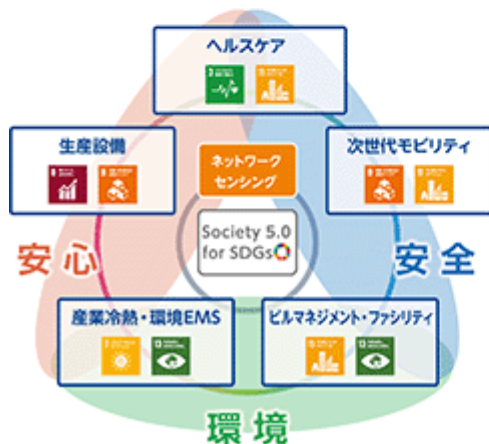 ヘルスケア
生産設備
ネットワーク
センシング
次世代モビリティ
Society 5.0
for SDGs
安心
安全
産業冷熱・環境EMS
ビルマネジメント・ファシリティ
環境